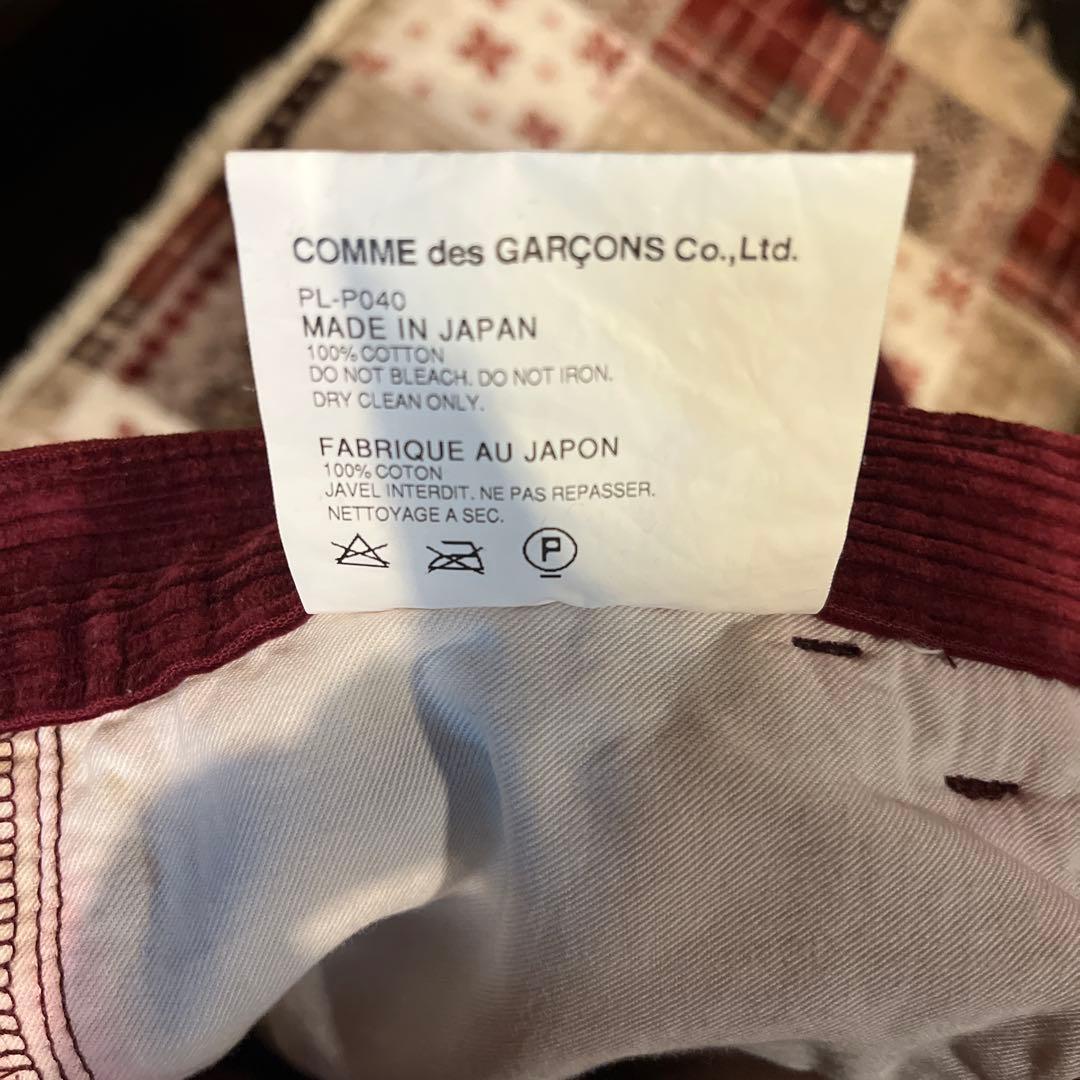 COMME des GARÇONS Co.,Ltd.
PL-P040
MADE IN JAPAN
100% COTTON
DO NOT BLEACH. DO NOT IRON.
DRY CLEAN ONLY.
FABRIQUE AU JAPON
100% COTON
JAVEL INTERDIT. NE PAS REPASSER.
NETTOYAGE A SEC.
P